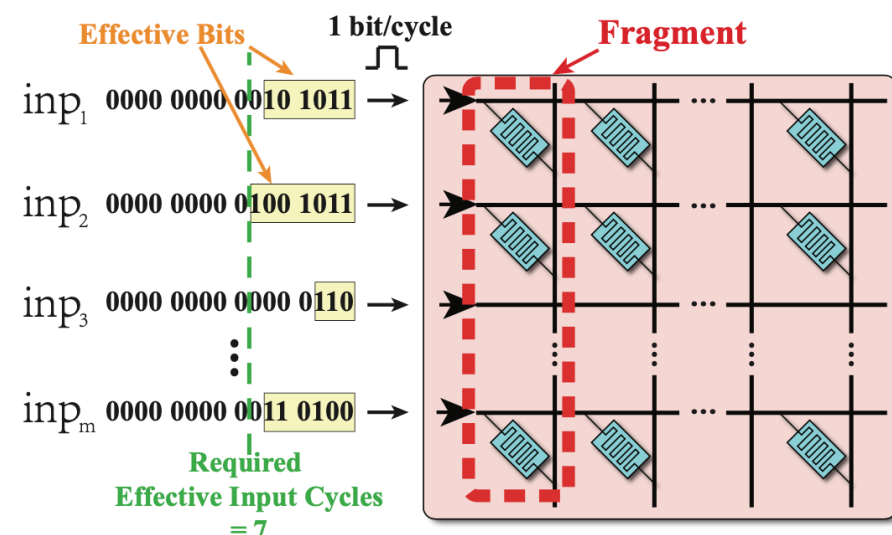 Effective Bits
1 bit/cycle
Fragment
inp1 0000 0000 0010 1011
inp2 0000 0000 0100 1011
inp3 0000 0000 0000 0110
inpm 0000 0000 0011 0100
Required
Effective Input Cycles
= 7